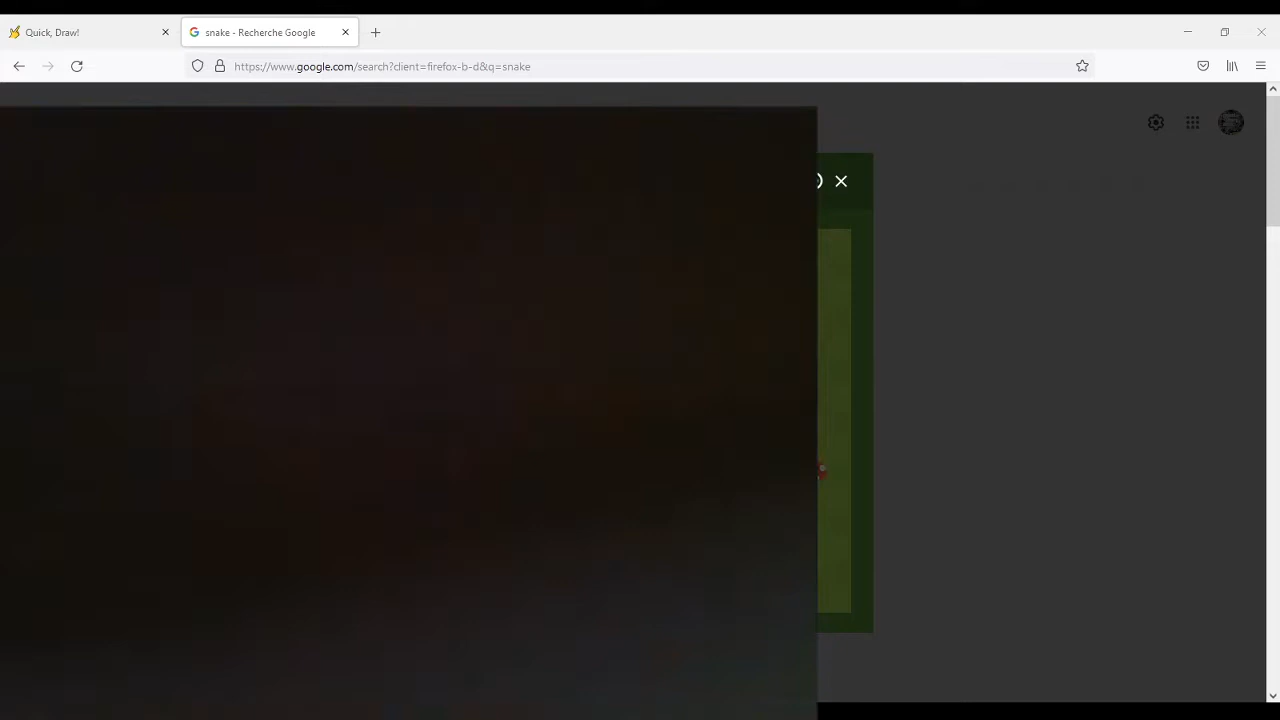 Quick, Draw!
snake - Recherche Google
https://www.google.com/search?client=firefox-b-d&q=snake